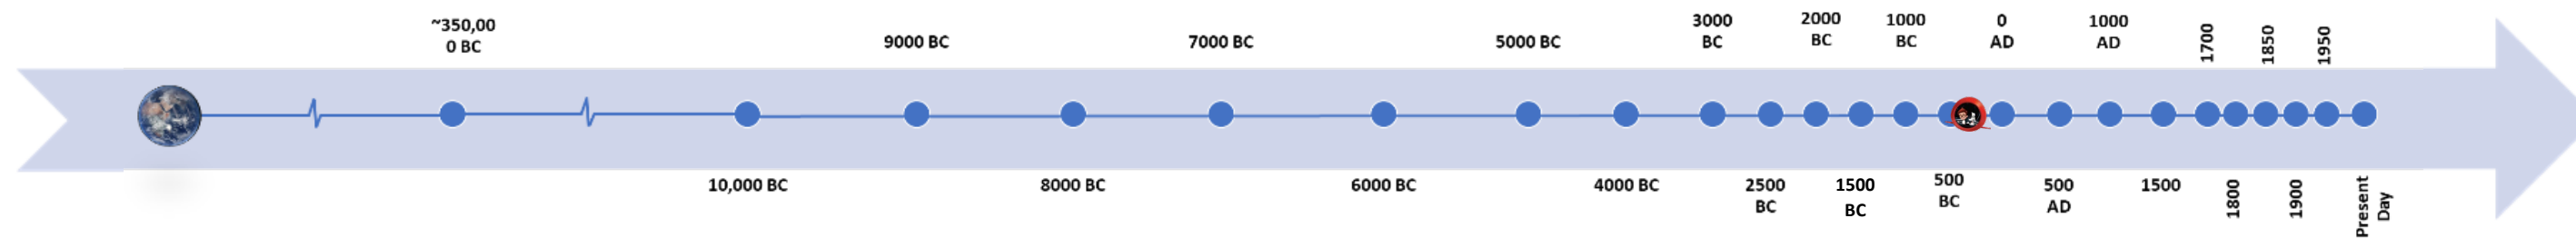 ~350,00
0 BC
9000 BC
7000 BC
5000 BC
3000
BC
2000
BC
1000
BC
0
AD
1000
AD
1700
1850
1950
10,000 BC
8000 BC
6000 BC
4000 BC
2500
BC
1500
BC
500
BC
500
AD
1500
1800
1900
Present
Day